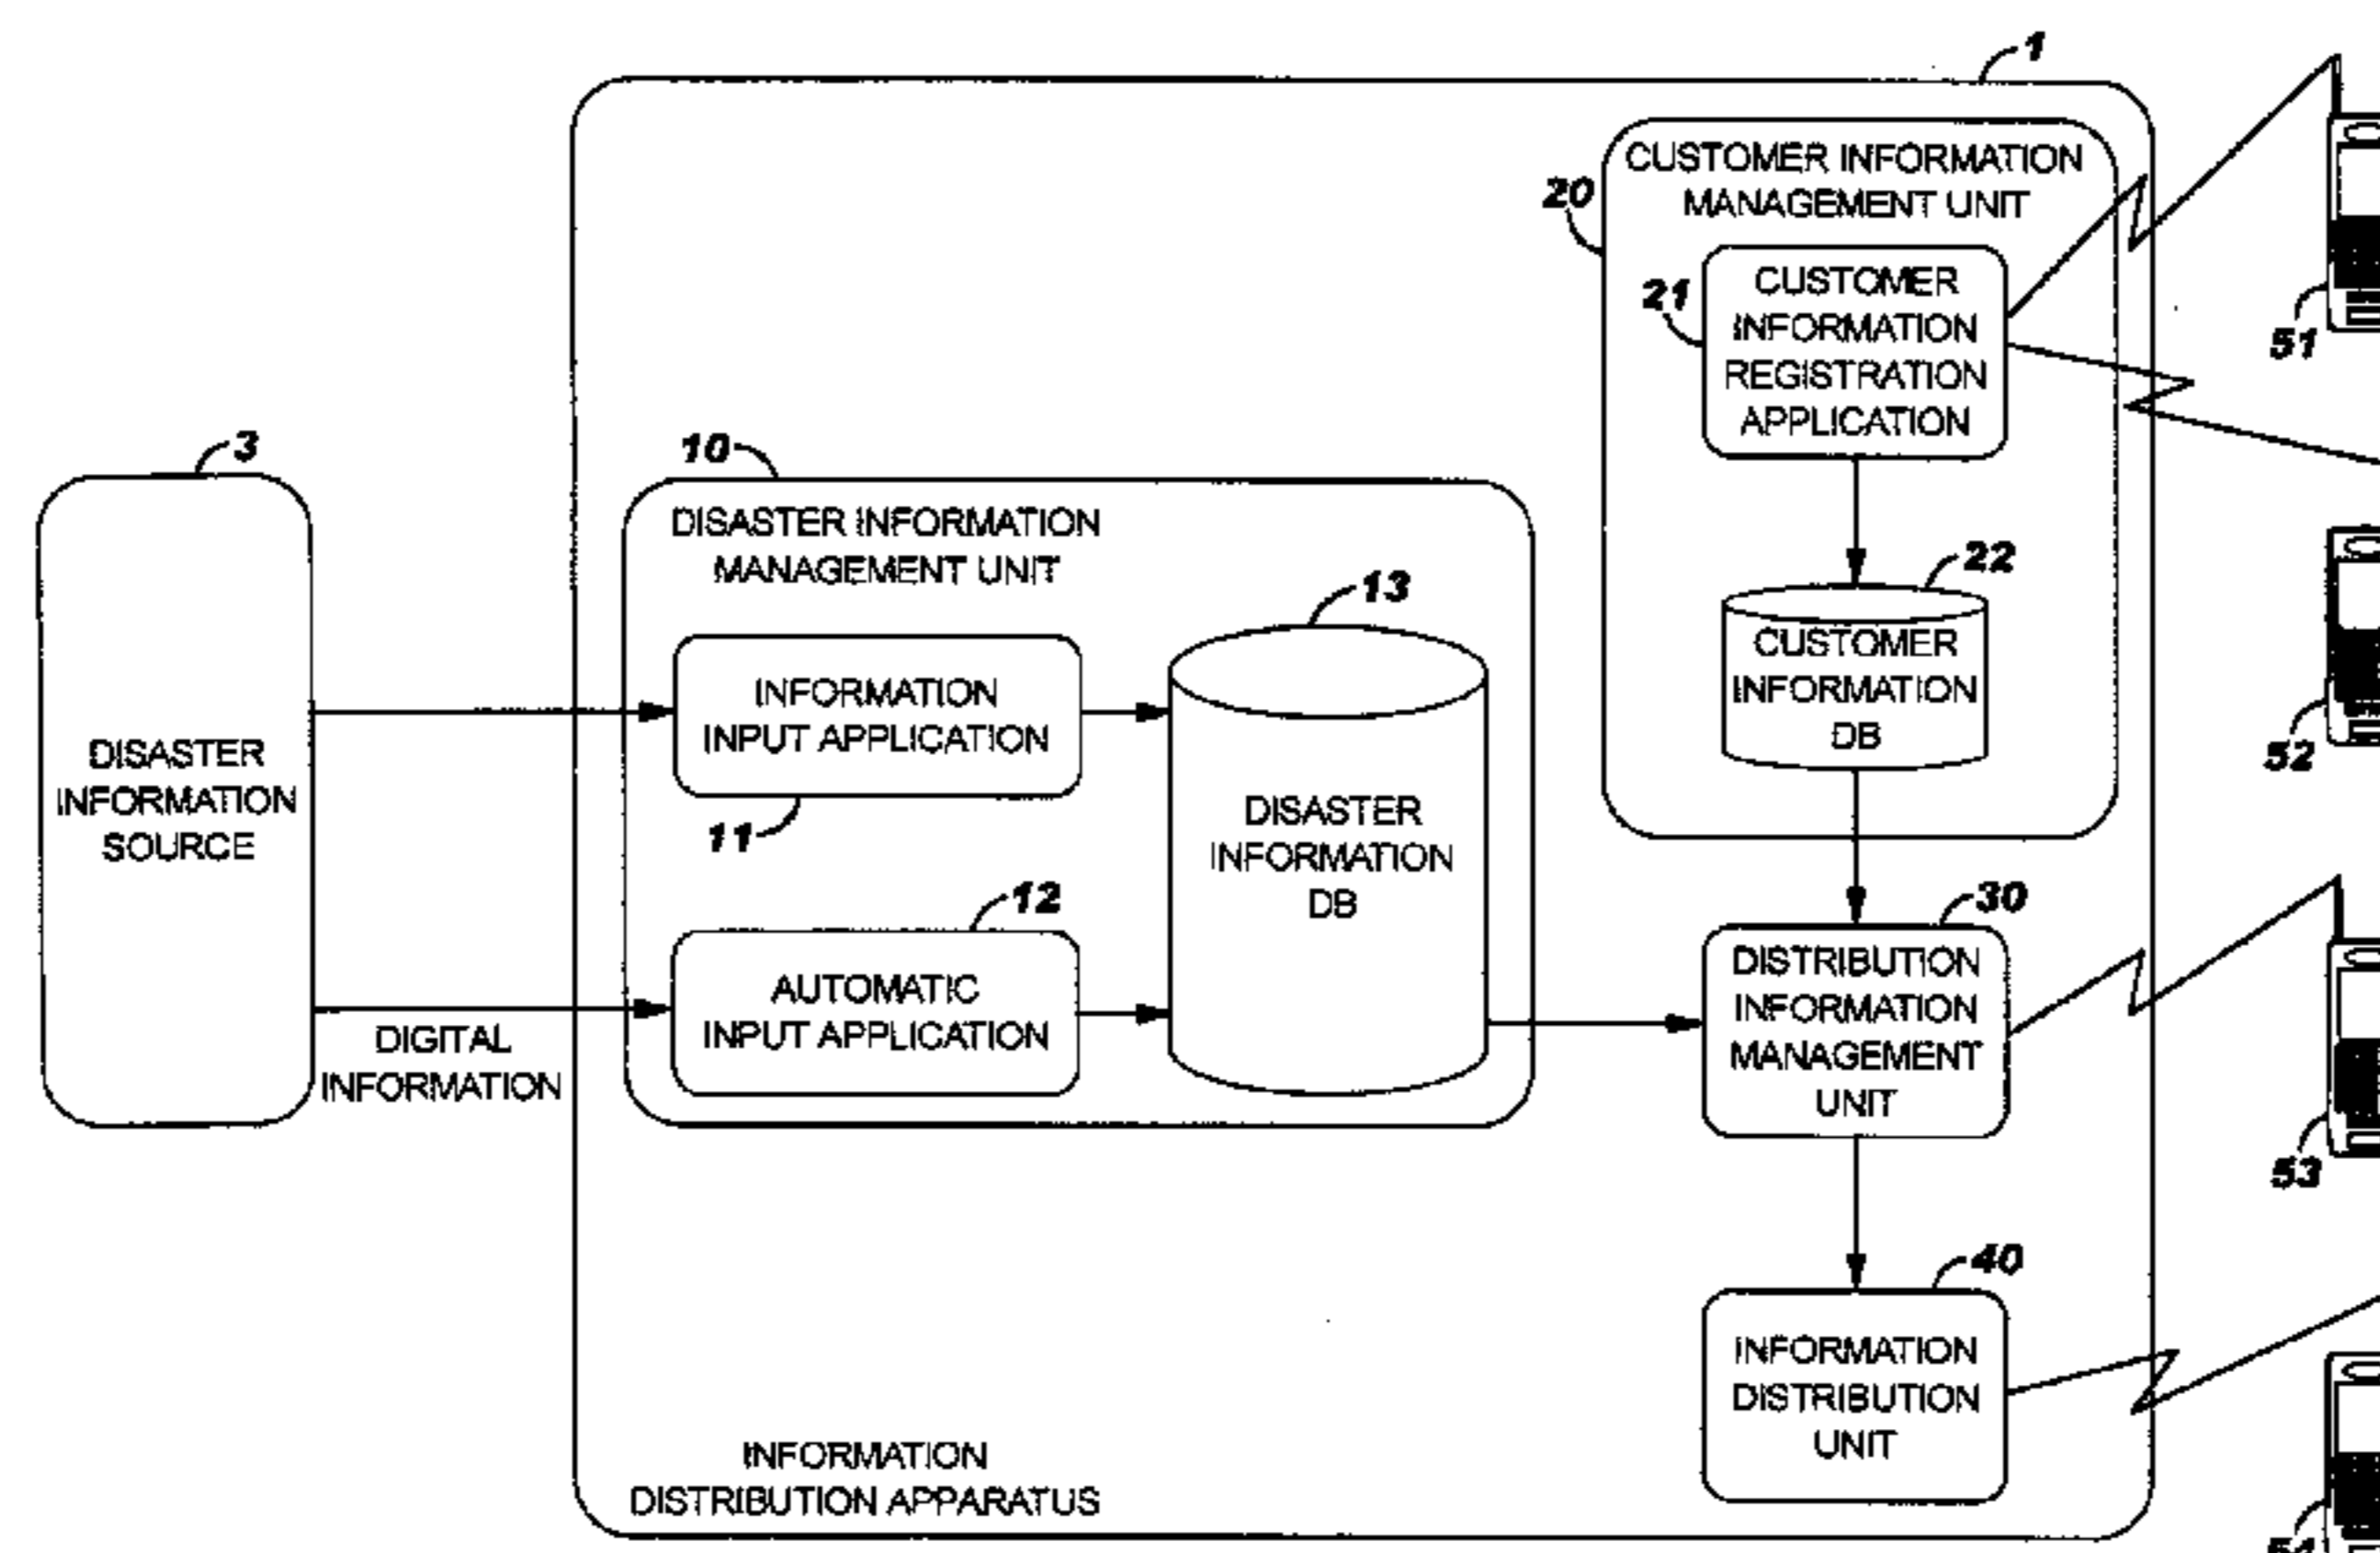 1
CUSTOMER INFORMATION
MANAGEMENT UNIT
20
21
CUSTOMER
INFORMATION
REGISTRATION
APPLICATION
51
3
10
DISASTER INFORMATION
MANAGEMENT UNIT
13
22
CUSTOMER
INFORMATION
DB
52
DISASTER
INFORMATION
SOURCE
INFORMATION
INPUT APPLICATION
11
DISASTER
INFORMATION
DB
12
AUTOMATIC
INPUT APPLICATION
DIGITAL
INFORMATION
30
DISTRIBUTION
INFORMATION
MANAGEMENT
UNIT
53
40
INFORMATION
DISTRIBUTION
UNIT
INFORMATION
DISTRIBUTION APPARATUS
54